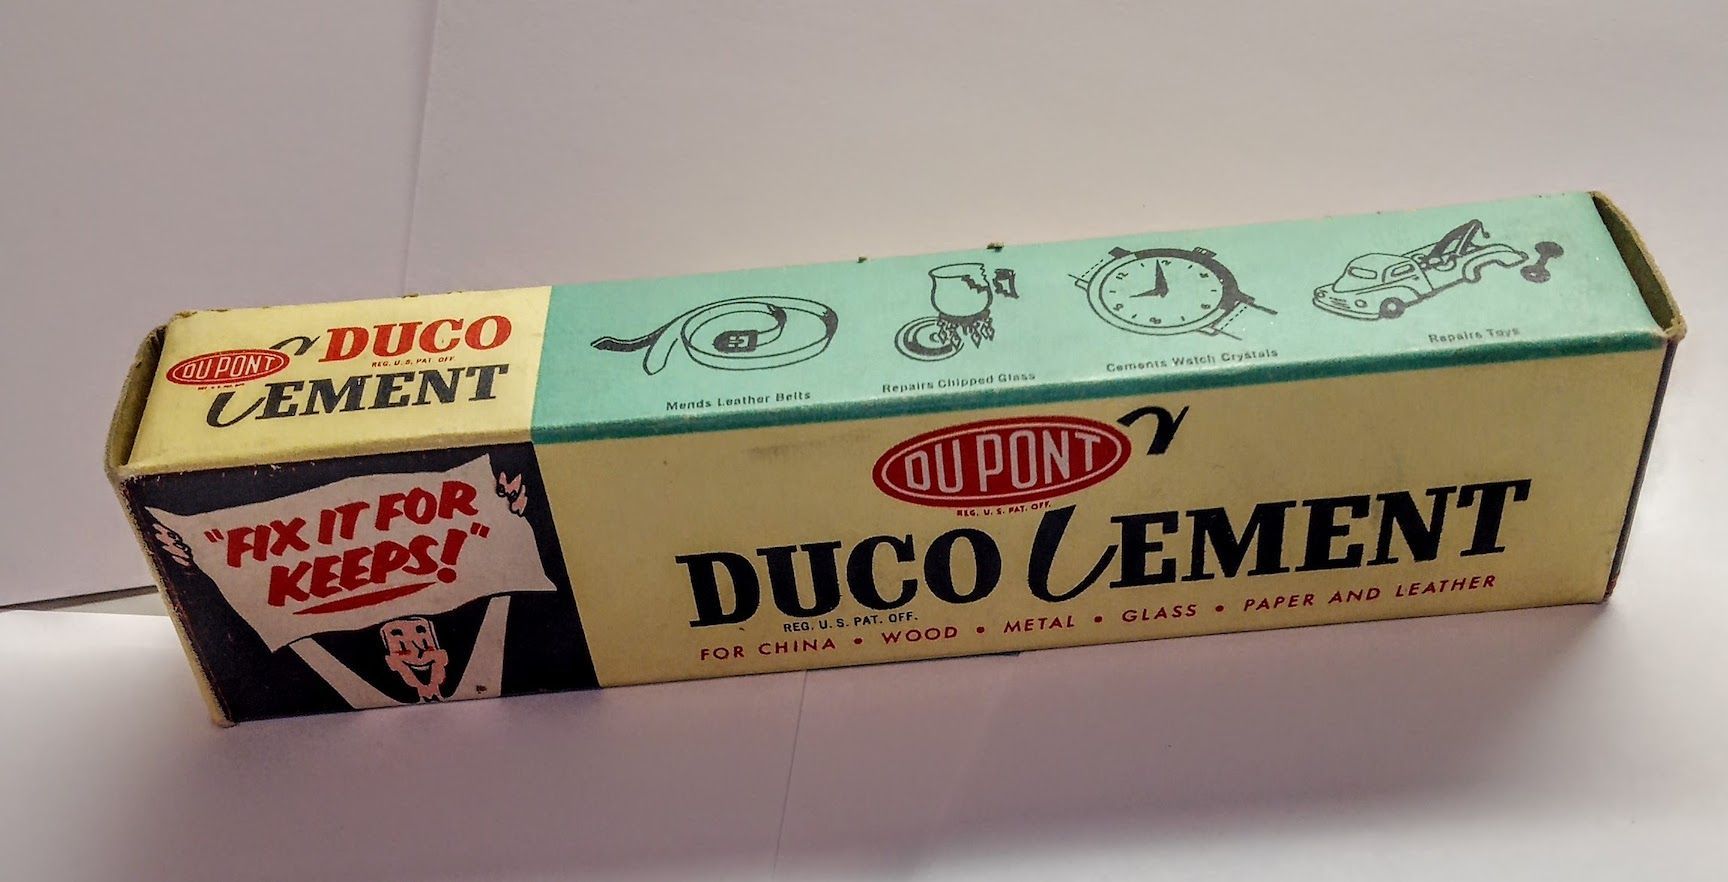 DUCO
REG. U. S. PAT. OFF.
DU PONT
CEMENT
Mends Leather Belts
Repairs Chipped Glass
Cements Watch Crystals
Repairs Toys
"FIX IT FOR
KEEPS!"
DU PONT
REG. U. S. PAT. OFF.
DUCO CEMENT
REG. U. S. PAT. OFF.
FOR CHINA • WOOD • METAL • GLASS • PAPER AND LEATHER